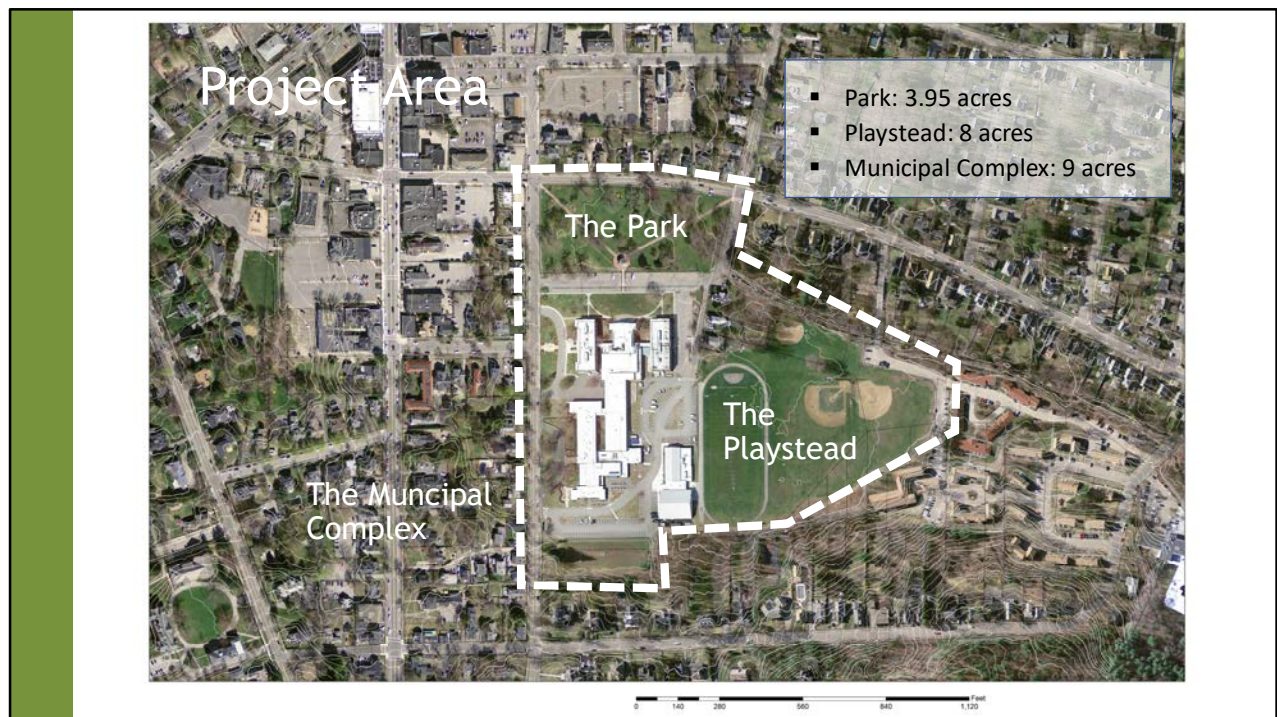 Project Area
▪ Park: 3.95 acres
▪ Playstead: 8 acres
▪ Municipal Complex: 9 acres
The Park
The
Playstead
The Muncipal
Complex
Feet
0 140 280 560 840 1,120